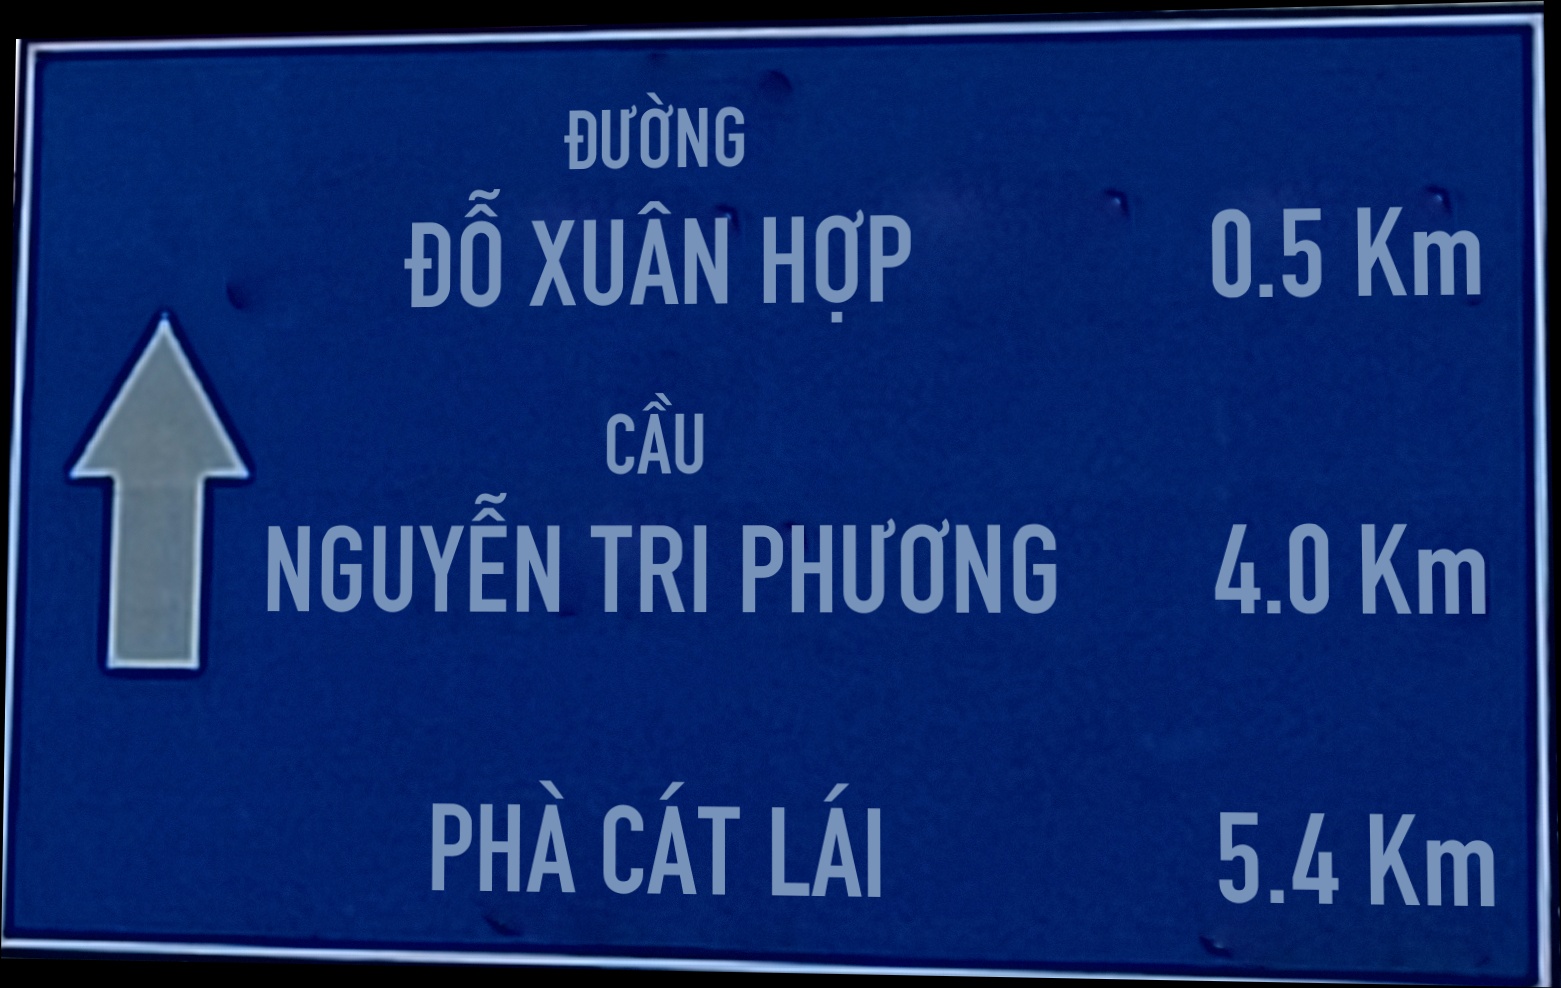 ĐƯỜNG
ĐỖ XUÂN HỢP 0.5 Km
CẦU
NGUYỄN TRI PHƯƠNG 4.0 Km
PHÀ CÁT LÁI 5.4 Km